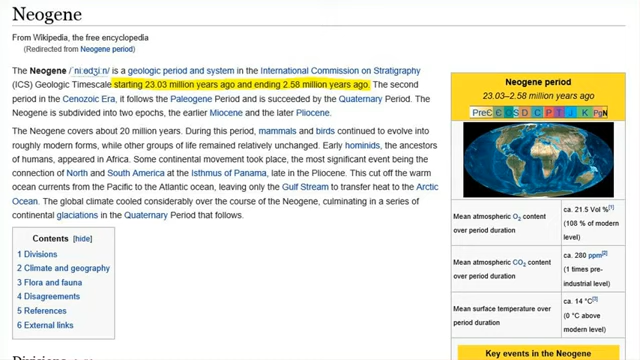 Neogene
From Wikipedia, the free encyclopedia
(Redirected from Neogene period)
The Neogene /ˈniːədʒiːn/ is a geologic period and system in the International Commission on Stratigraphy
(ICS) Geologic Timescale starting 23.03 million years ago and ending 2.58 million years ago. The second
period in the Cenozoic Era, it follows the Paleogene Period and is succeeded by the Quaternary Period. The
Neogene is subdivided into two epochs, the earlier Miocene and the later Pliocene.
The Neogene covers about 20 million years. During this period, mammals and birds continued to evolve into
roughly modern forms, while other groups of life remained relatively unchanged. Early hominids, the ancestors
of humans, appeared in Africa. Some continental movement took place, the most significant event being the
connection of North and South America at the Isthmus of Panama, late in the Pliocene. This cut off the warm
ocean currents from the Pacific to the Atlantic ocean, leaving only the Gulf Stream to transfer heat to the Arctic
Ocean. The global climate cooled considerably over the course of the Neogene, culminating in a series of
continental glaciations in the Quaternary Period that follows.
Contents [hide]
1 Divisions
2 Climate and geography
3 Flora and fauna
4 Disagreements
5 References
6 External links
Neogene period
23.03–2.58 million years ago
PreЄ Є O S D C P T J K Pg N
Mean atmospheric O2 content
over period duration
ca. 21.5 Vol %[1]
(108 % of modern
level)
Mean atmospheric CO2 content
over period duration
ca. 280 ppm[2]
(1 times pre-
industrial level)
Mean surface temperature over
period duration
ca. 14 °C[3]
(0 °C above
modern level)
Key events in the Neogene